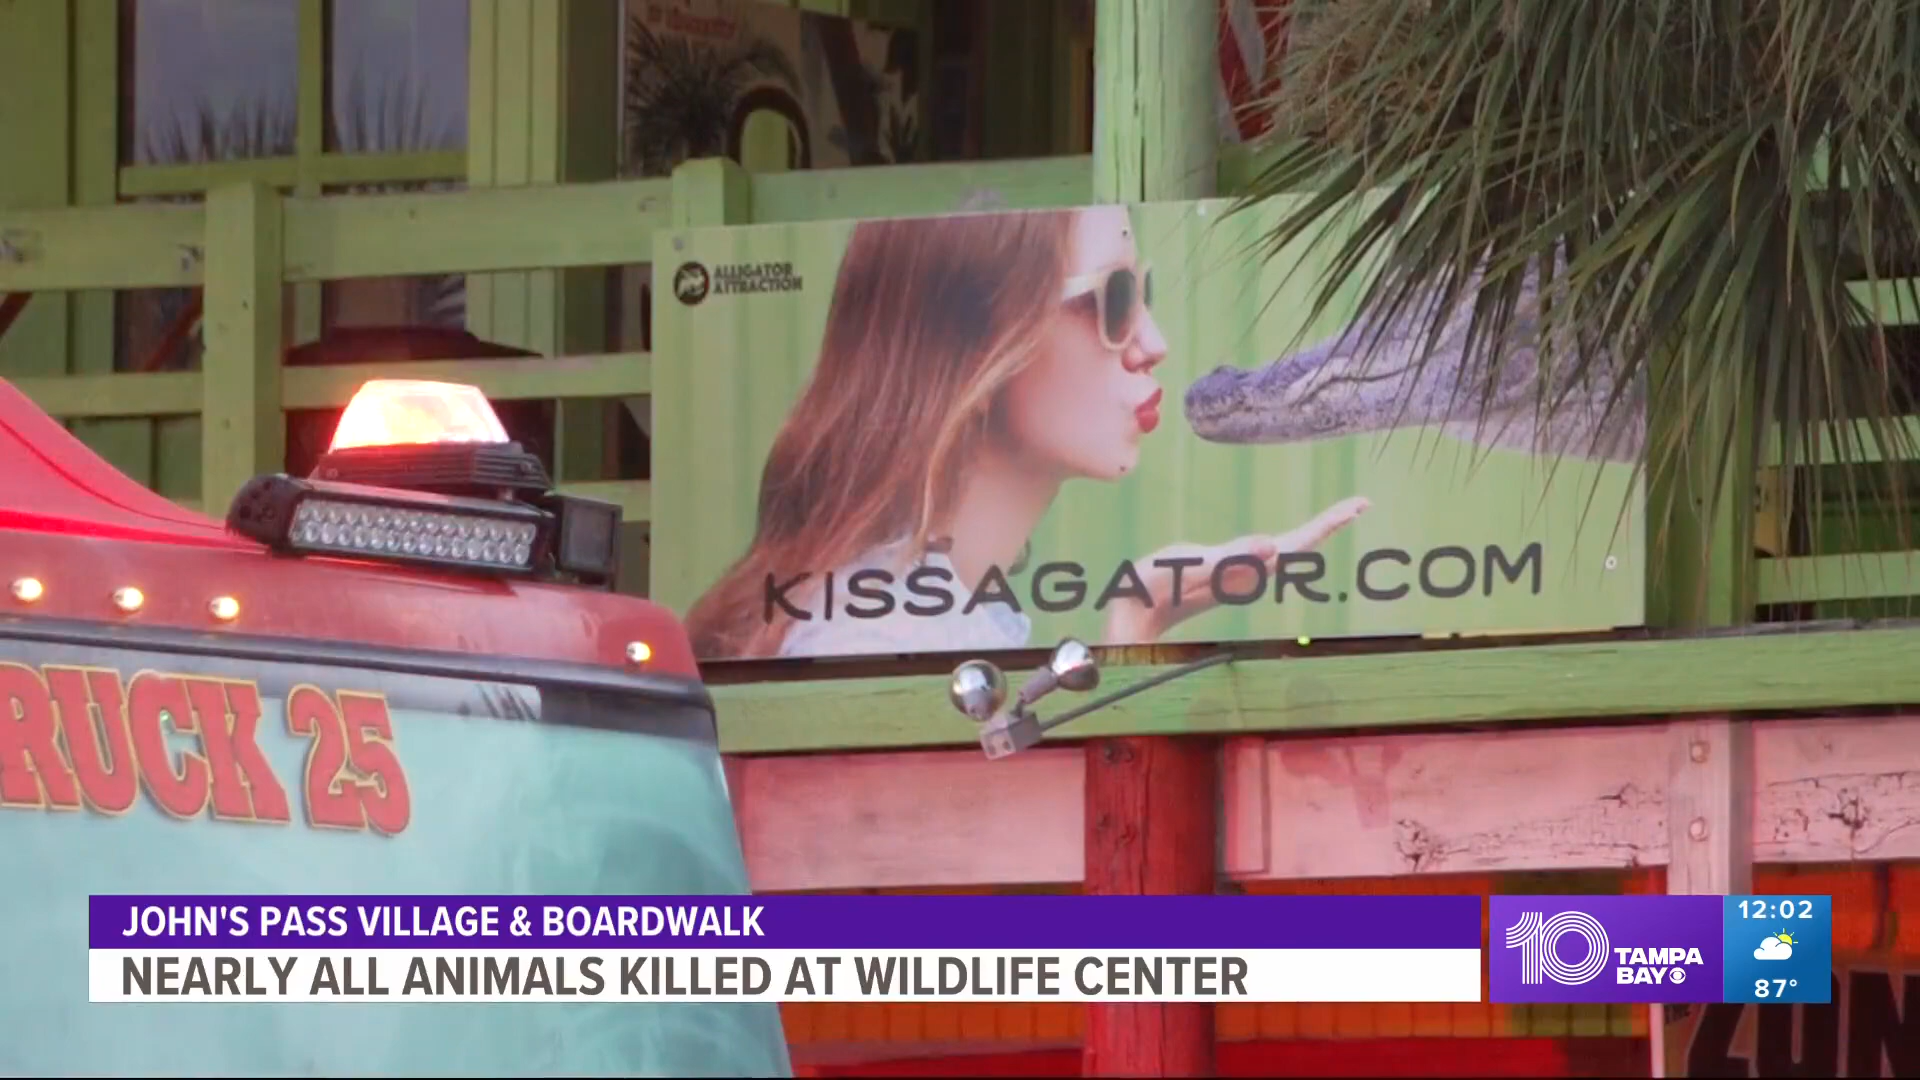 ALLIGATOR
ATTRACTION
KISSAGATOR.COM
RUCK 25
JOHN'S PASS VILLAGE & BOARDWALK
NEARLY ALL ANIMALS KILLED AT WILDLIFE CENTER
10 TAMPA
BAY
12:02
87°
ZON